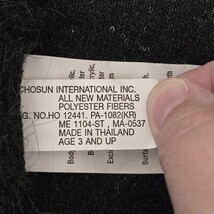 CHOSUN INTERNATIONAL INC.
ALL NEW MATERIALS
POLYESTER FIBERS
G. NO.HO 12441, PA-1082(KR)
ME 1104-ST , MA-0537
MADE IN THAILAND
AGE 3 AND UP